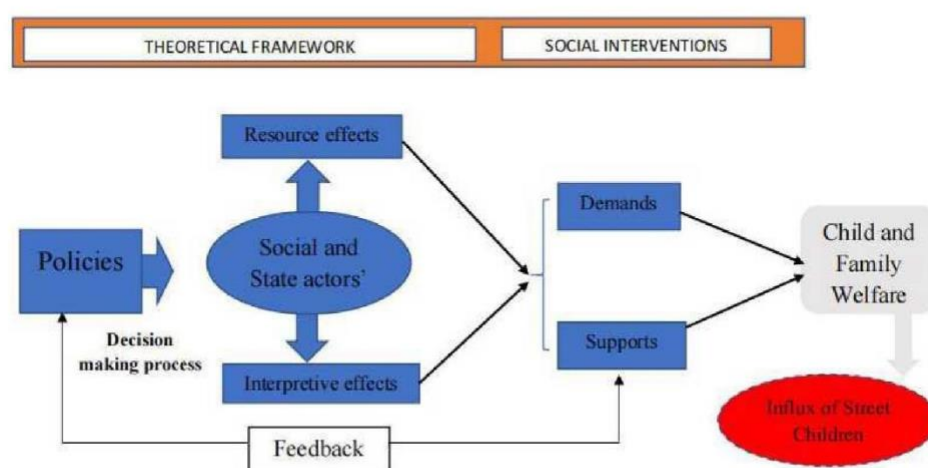 THEORETICAL FRAMEWORK
SOCIAL INTERVENTIONS
Resource effects
Policies
Social and
State actors'
Decision
making process
Interpretive effects
Feedback
Demands
Supports
Child and
Family
Welfare
Influx of Street
Children